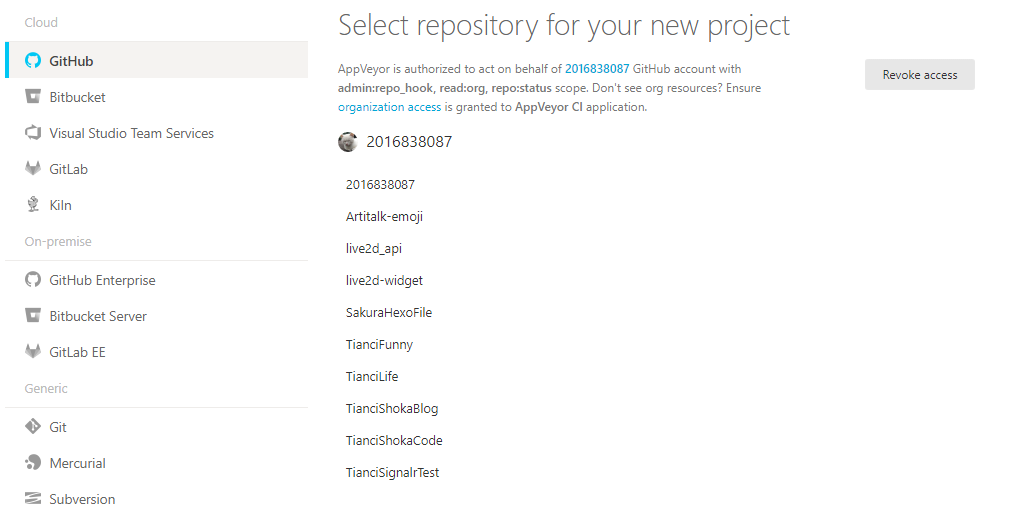 Cloud
GitHub
Bitbucket
Visual Studio Team Services
GitLab
Kiln
On-premise
GitHub Enterprise
Bitbucket Server
GitLab EE
Generic
Git
Mercurial
Subversion
Select repository for your new project
AppVeyor is authorized to act on behalf of 2016838087 GitHub account with
admin:repo_hook, read:org, repo:status scope. Don't see org resources? Ensure
organization access is granted to AppVeyor CI application.
Revoke access
2016838087
2016838087
Artitalk-emoji
live2d_api
live2d-widget
SakuraHexoFile
TianciFunny
TianciLife
TianciShokaBlog
TianciShokaCode
TianciSignalrTest